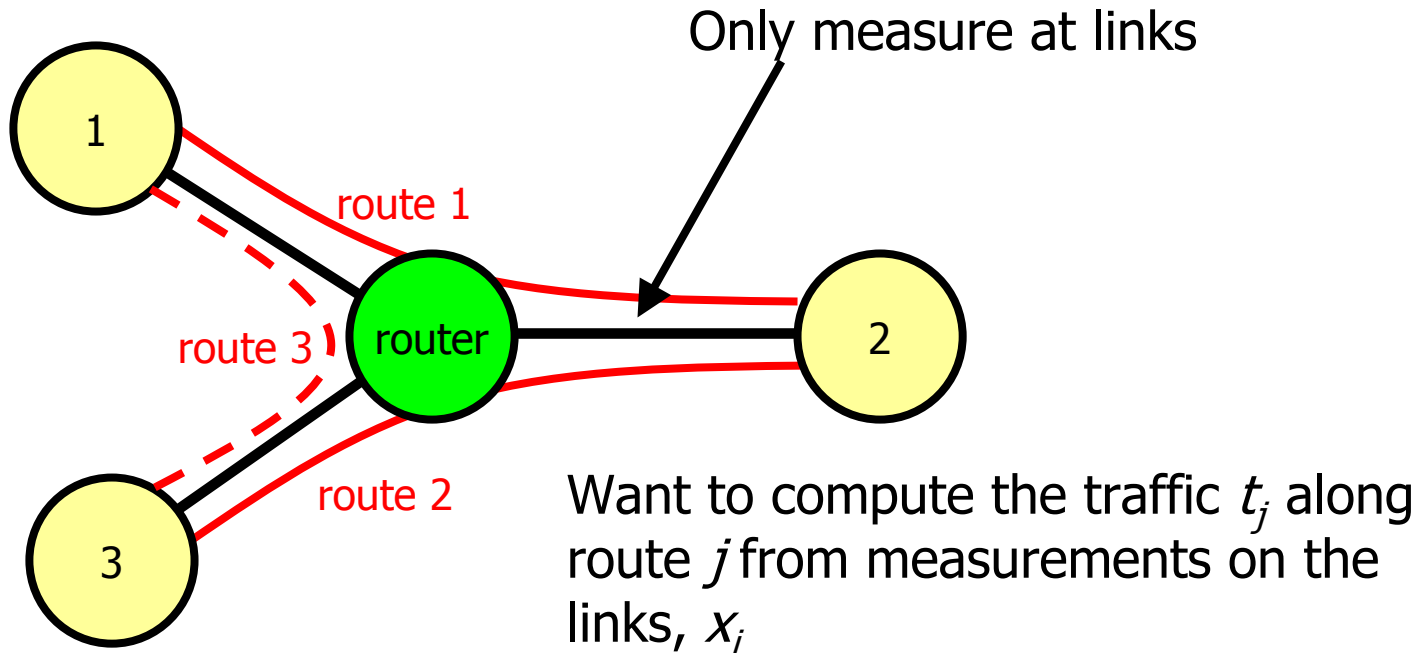 Only measure at links
1
route 1
route 3
router
2
route 2
3
Want to compute the traffic tj along
route j from measurements on the
links, xi